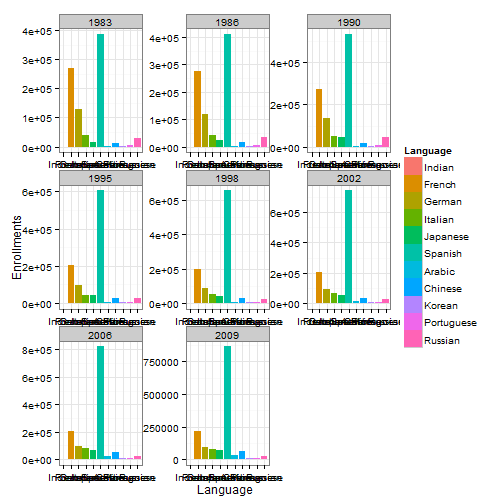 1983
1986
1990
4e+05
3e+05
2e+05
1e+05
0e+00
4e+05
3e+05
2e+05
1e+05
0e+00
4e+05
2e+05
0e+00
1995
1998
2002
6e+05
4e+05
2e+05
0e+00
6e+05
4e+05
2e+05
0e+00
6e+05
4e+05
2e+05
0e+00
2006
2009
8e+05
6e+05
4e+05
2e+05
0e+00
750000
500000
250000
0
Enrollments
Language
Language
Indian
French
German
Italian
Japanese
Spanish
Arabic
Chinese
Korean
Portuguese
Russian